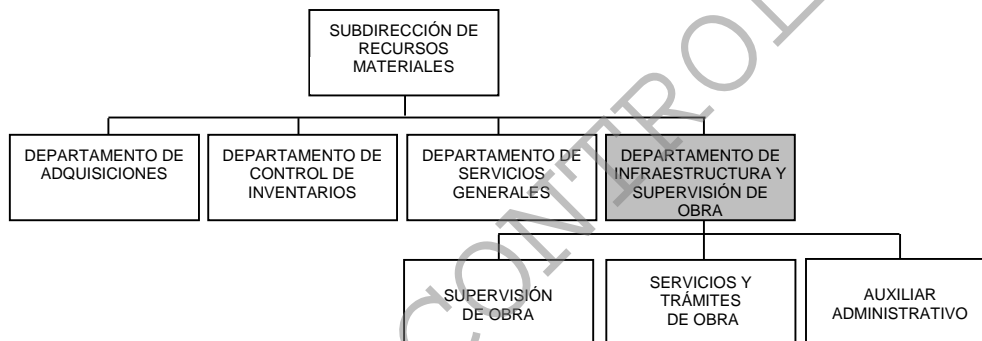 SUBDIRECCIÓN DE
RECURSOS
MATERIALES
DEPARTAMENTO DE
ADQUISICIONES
DEPARTAMENTO DE
CONTROL DE
INVENTARIOS
DEPARTAMENTO DE
SERVICIOS
GENERALES
DEPARTAMENTO DE
INFRAESTRUCTURA Y
SUPERVISIÓN DE
OBRA
SUPERVISIÓN
DE OBRA
SERVICIOS Y
TRÁMITES
DE OBRA
AUXILIAR
ADMINISTRATIVO
CONTROL